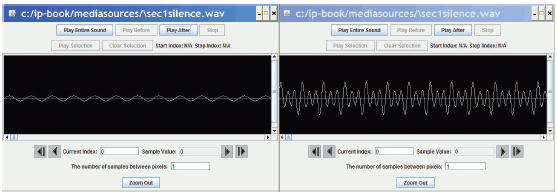 c:/ip-book/mediasources/\sec1silence.wav
Play Entire Sound Play Before Play After Stop
Play Selection Clear Selection Start Index: N/A Stop Index: N/A
Current Index: 0 Sample Value: 0
The number of samples between pixels: 1
Zoom Out
c:/ip-book/mediasources/\sec1silence.wav
Play Entire Sound Play Before Play After Stop
Play Selection Clear Selection Start Index: N/A Stop Index: N/A
Current Index: 0 Sample Value: 0
The number of samples between pixels: 1
Zoom Out